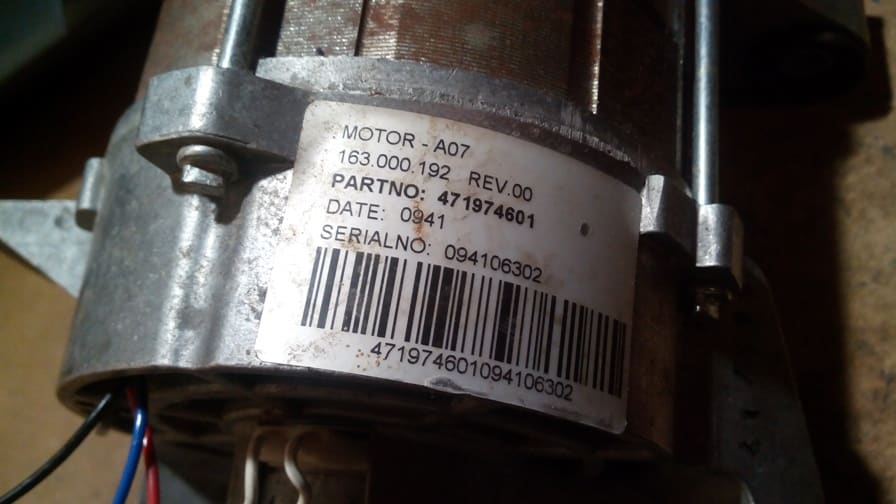 MOTOR - A07
163.000.192 REV.00
PARTNO: 471974601
DATE: 0941
SERIALNO: 094106302
471974601094106302